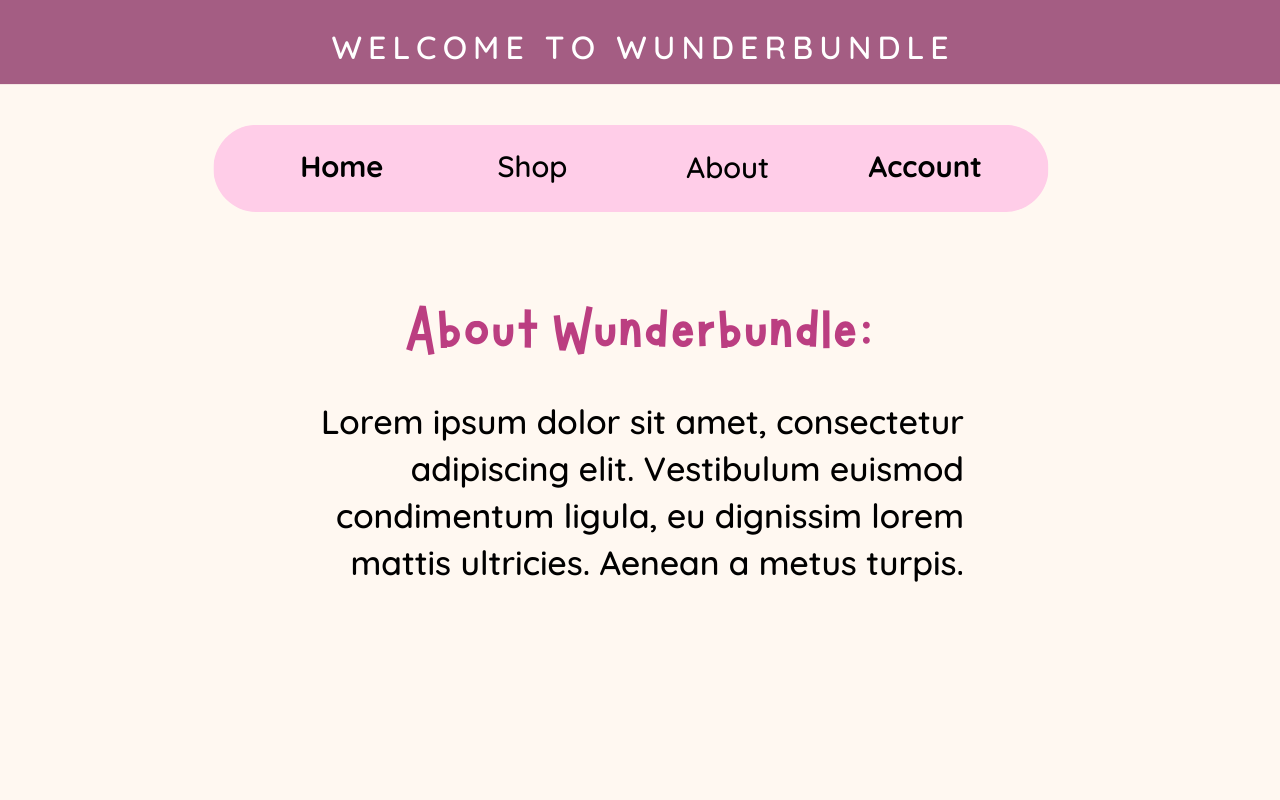 WELCOME TO WUNDERBUNDLE
Home Shop About Account
About Wunderbundle:
Lorem ipsum dolor sit amet, consectetur
adipiscing elit. Vestibulum euismod
condimentum ligula, eu dignissim lorem
mattis ultricies. Aenean a metus turpis.